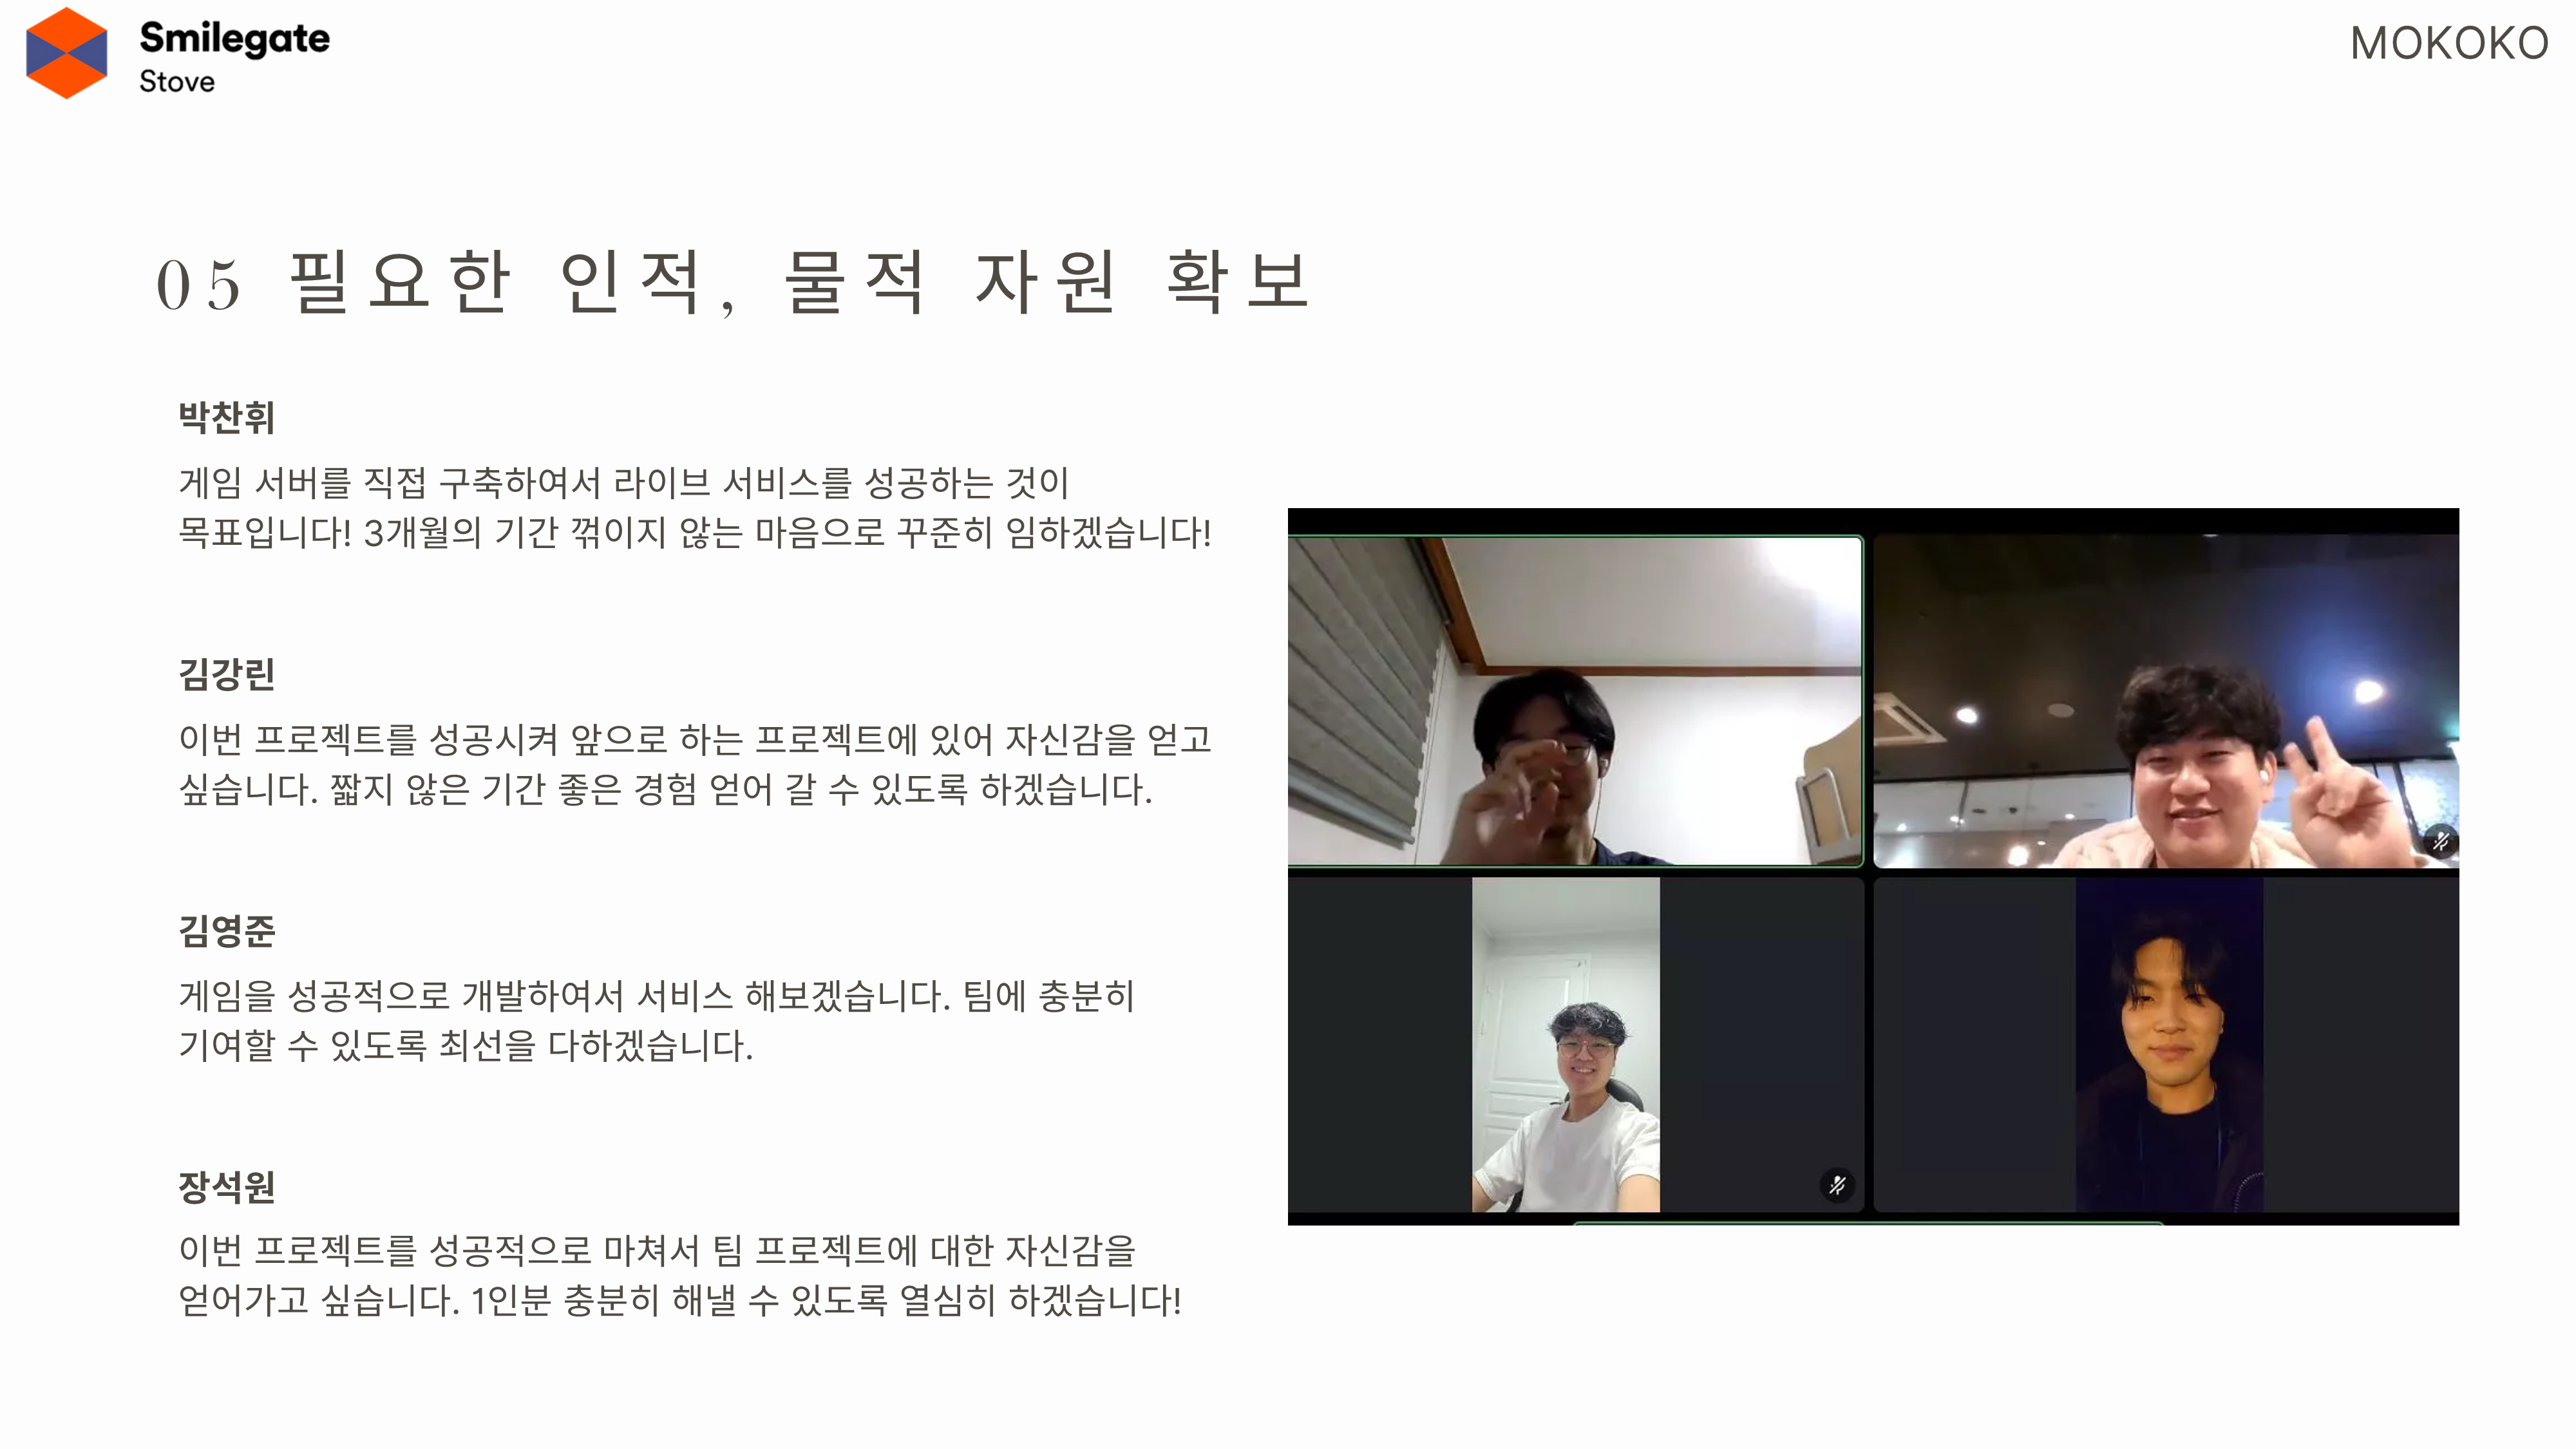 Smilegate
Stove
MOKOKO
05 필요한 인적, 물적 자원 확보
박찬휘
게임 서버를 직접 구축하여서 라이브 서비스를 성공하는 것이
목표입니다! 3개월의 기간 꺾이지 않는 마음으로 꾸준히 임하겠습니다!
김강린
이번 프로젝트를 성공시켜 앞으로 하는 프로젝트에 있어 자신감을 얻고
싶습니다. 짧지 않은 기간 좋은 경험 얻어 갈 수 있도록 하겠습니다.
김영준
게임을 성공적으로 개발하여서 서비스 해보겠습니다. 팀에 충분히
기여할 수 있도록 최선을 다하겠습니다.
장석원
이번 프로젝트를 성공적으로 마쳐서 팀 프로젝트에 대한 자신감을
얻어가고 싶습니다. 1인분 충분히 해낼 수 있도록 열심히 하겠습니다!